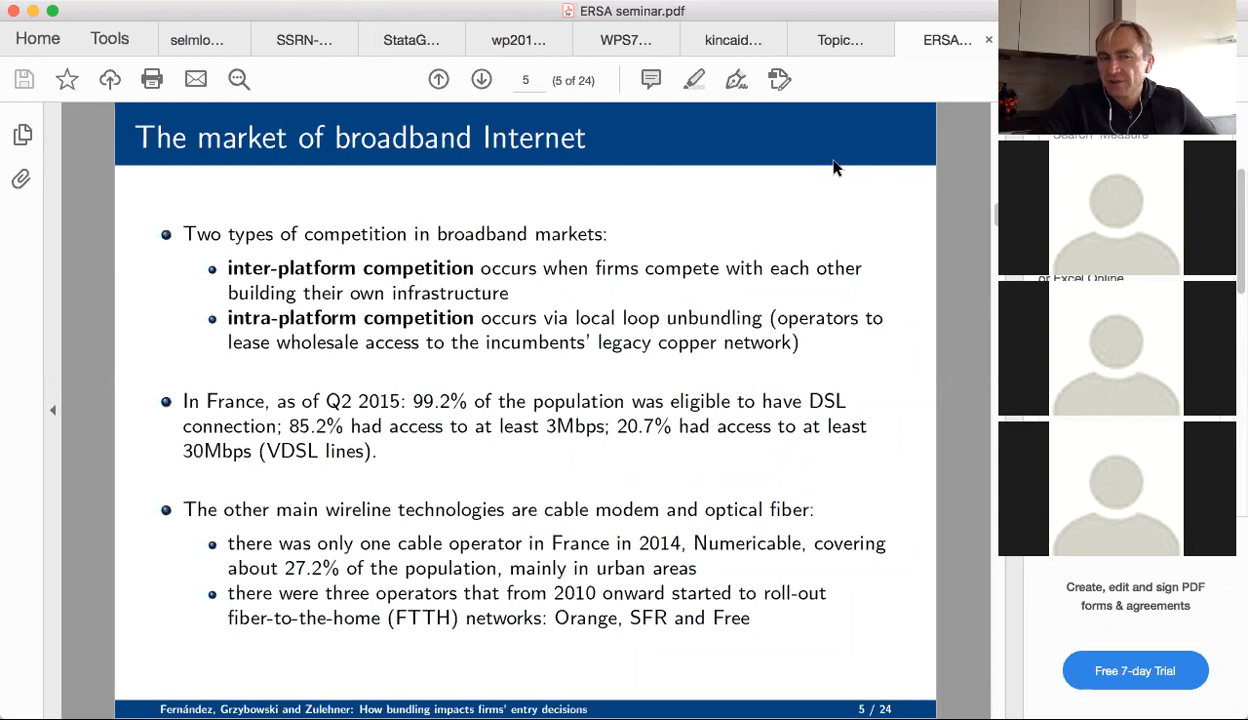 ERSA seminar.pdf
Home Tools selmlo... SSRN-... StataG... wp201... WPS7... kincaid... Topic... ERSA... ×
5 (5 of 24)
The market of broadband Internet
Two types of competition in broadband markets:
inter-platform competition occurs when firms compete with each other
building their own infrastructure
intra-platform competition occurs via local loop unbundling (operators to
lease wholesale access to the incumbents' legacy copper network)
In France, as of Q2 2015: 99.2% of the population was eligible to have DSL
connection; 85.2% had access to at least 3Mbps; 20.7% had access to at least
30Mbps (VDSL lines).
The other main wireline technologies are cable modem and optical fiber:
there was only one cable operator in France in 2014, Numericable, covering
about 27.2% of the population, mainly in urban areas
there were three operators that from 2010 onward started to roll-out
fiber-to-the-home (FTTH) networks: Orange, SFR and Free
Fernández, Grzybowski and Zulehner: How bundling impacts firms' entry decisions 5 / 24
Search "Measure"
or Excel Online
Create, edit and sign PDF
forms & agreements
Free 7-day Trial